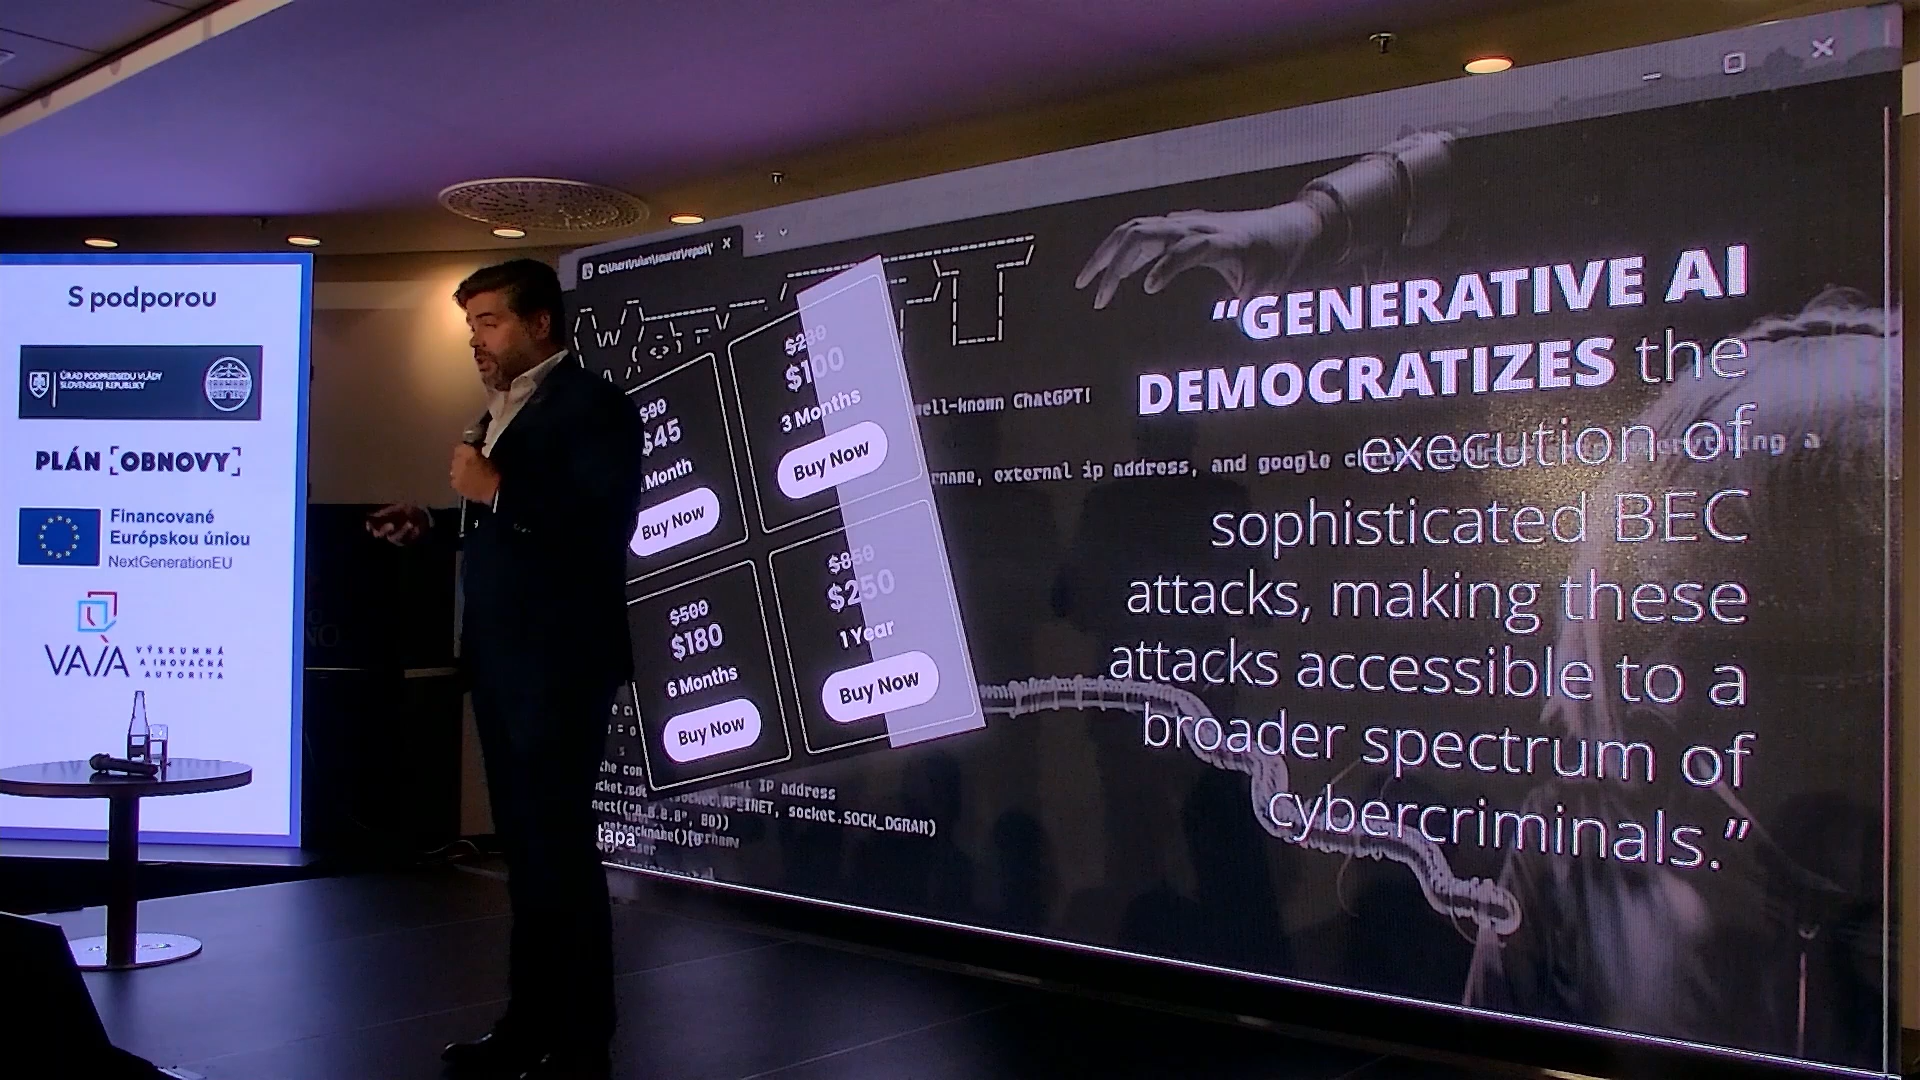 S podporou
ÚRAD PODPREDSEDU VLÁDY
SLOVENSKEJ REPUBLIKY
PLÁN [OBNOVY]
Financované
Európskou úniou
NextGenerationEU
VAIA
VÝSKUMNÁ
A INOVAČNÁ
AUTORITA
$90
$45
Month
Buy Now
$100
3 Months
Buy Now
$500
$180
6 Months
Buy Now
$850
$250
1 Year
Buy Now
well-known ChatGPT
external ip address, and google
IP address
socket.SOCK_DGRAM)
tapa
“GENERATIVE AI
DEMOCRATIZES the
execution of
sophisticated BEC
attacks, making these
attacks accessible to a
broader spectrum of
cybercriminals.”